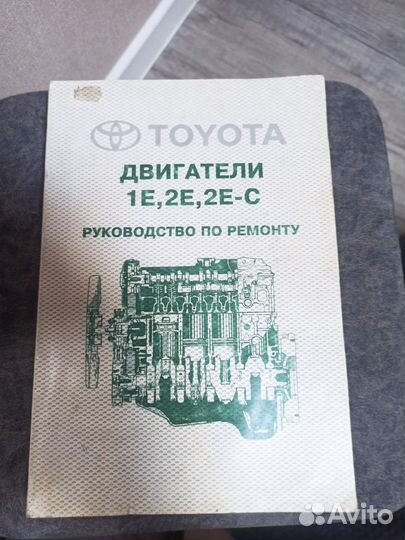 TOYOTA
ДВИГАТЕЛИ
1E,2E,2E-C
РУКОВОДСТВО ПО РЕМОНТУ
Avito